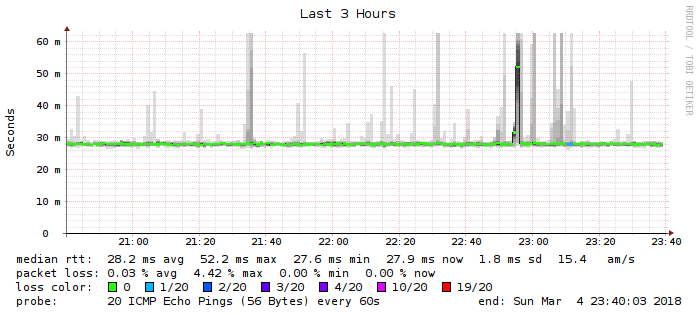 Last 3 Hours
RRDTOOL / TOBI OETIKER
Seconds
60 m
50 m
40 m
30 m
20 m
10 m
0
21:00 21:20 21:40 22:00 22:20 22:40 23:00 23:20 23:40
median rtt: 28.2 ms avg 52.2 ms max 27.6 ms min 27.9 ms now 1.8 ms sd 15.4 am/s
packet loss: 0.03 % avg 4.42 % max 0.00 % min 0.00 % now
loss color: 0 1/20 2/20 3/20 4/20 10/20 19/20
probe: 20 ICMP Echo Pings (56 Bytes) every 60s end: Sun Mar 4 23:40:03 2018